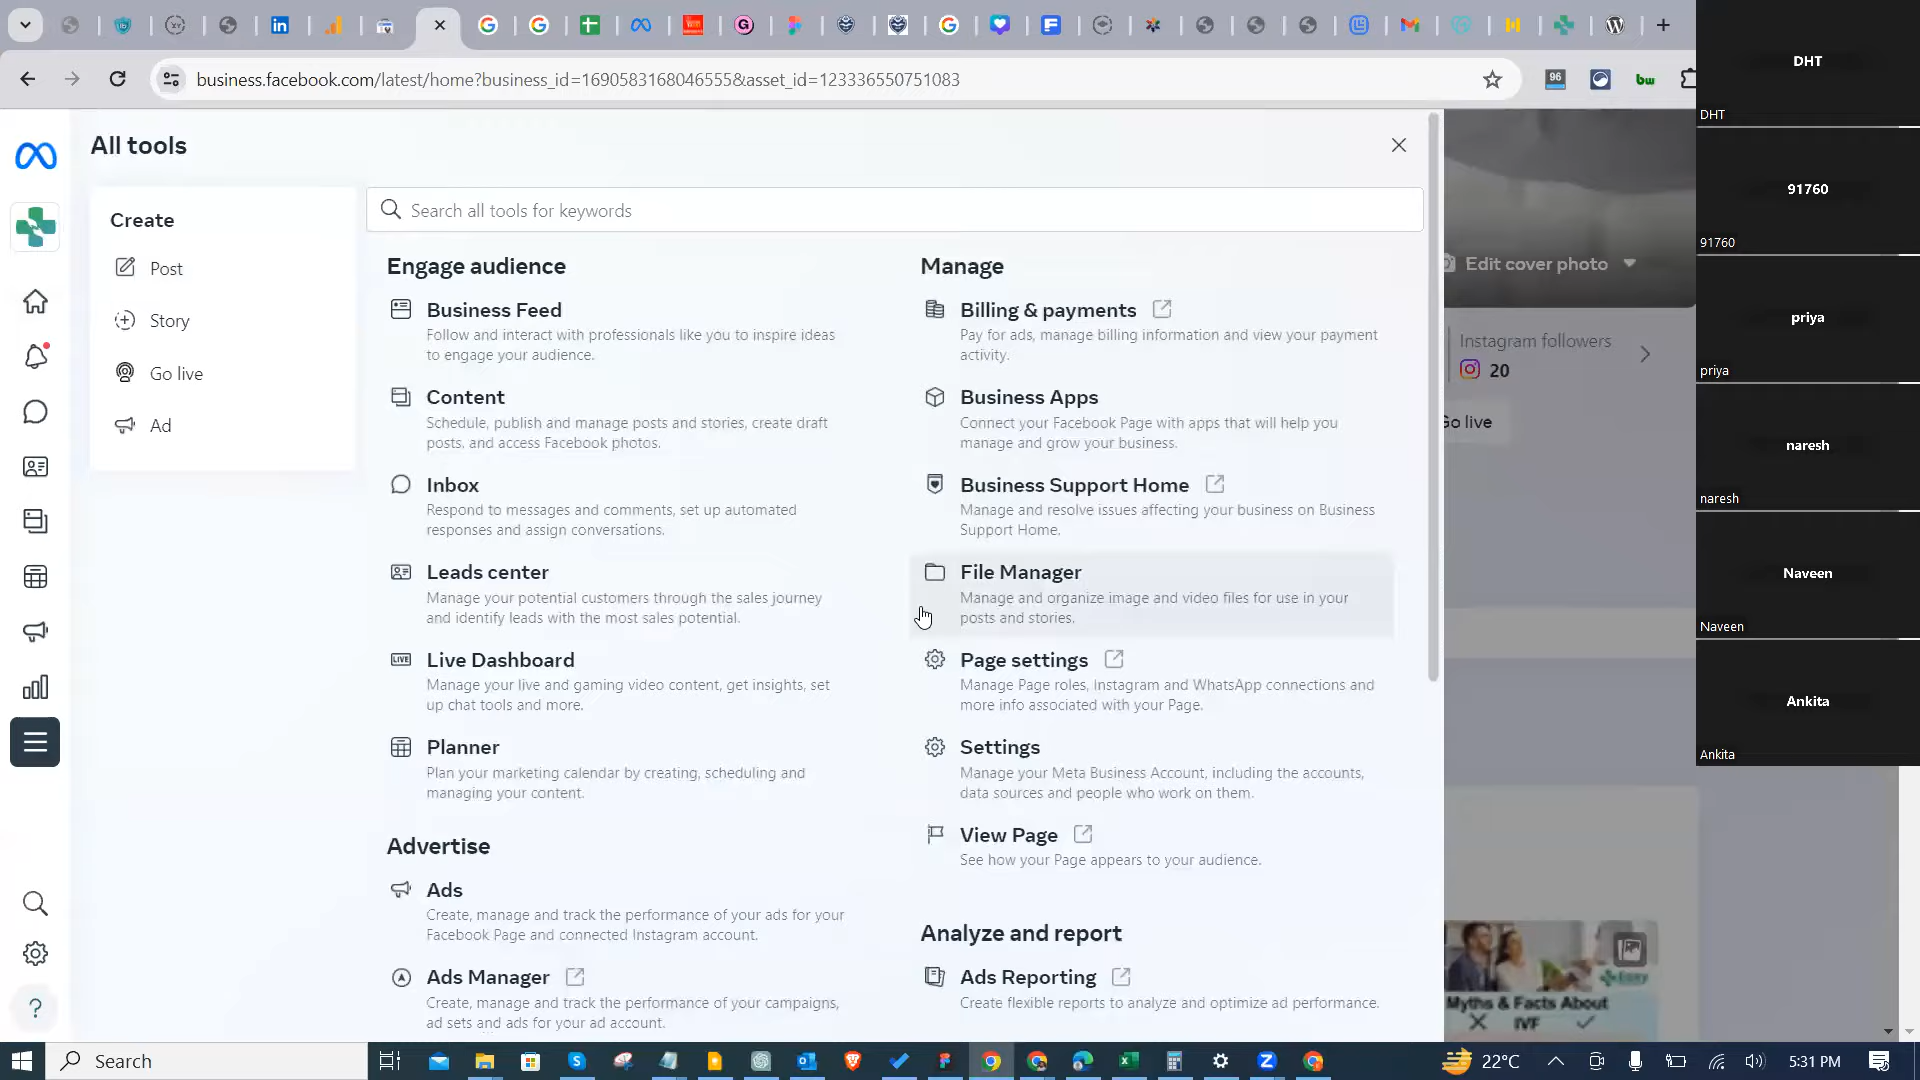 business.facebook.com/latest/home?business_id=1690583168046555&asset_id=123336550751083
96
bw
All tools
Create
Post
Story
Go live
Ad
Search all tools for keywords
Engage audience
Business Feed
Follow and interact with professionals like you to inspire ideas
to engage your audience.
Content
Schedule, publish and manage posts and stories, create draft
posts, and access Facebook photos.
Inbox
Respond to messages and comments, set up automated
responses and assign conversations.
Leads center
Manage your potential customers through the sales journey
and identify leads with the most sales potential.
LIVE
Live Dashboard
Manage your live and gaming video content, get insights, set
up chat tools and more.
Planner
Plan your marketing calendar by creating, scheduling and
managing your content.
Advertise
Ads
Create, manage and track the performance of your ads for your
Facebook Page and connected Instagram account.
Ads Manager
Create, manage and track the performance of your campaigns,
ad sets and ads for your ad account.
Manage
Billing & payments
Pay for ads, manage billing information and view your payment
activity.
Business Apps
Connect your Facebook Page with apps that will help you
manage and grow your business.
Business Support Home
Manage and resolve issues affecting your business on Business
Support Home.
File Manager
Manage and organize image and video files for use in your
posts and stories.
Page settings
Manage Page roles, Instagram and WhatsApp connections and
more info associated with your Page.
Settings
Manage your Meta Business Account, including the accounts,
data sources and people who work on them.
View Page
See how your Page appears to your audience.
Analyze and report
Ads Reporting
Create flexible reports to analyze and optimize ad performance.
Edit cover photo
Instagram followers
20
Go live
Easy
Myths & Facts About
IVF
DHT
DHT
91760
91760
priya
priya
naresh
naresh
Naveen
Naveen
Ankita
Ankita
Search
22°C
5:31 PM